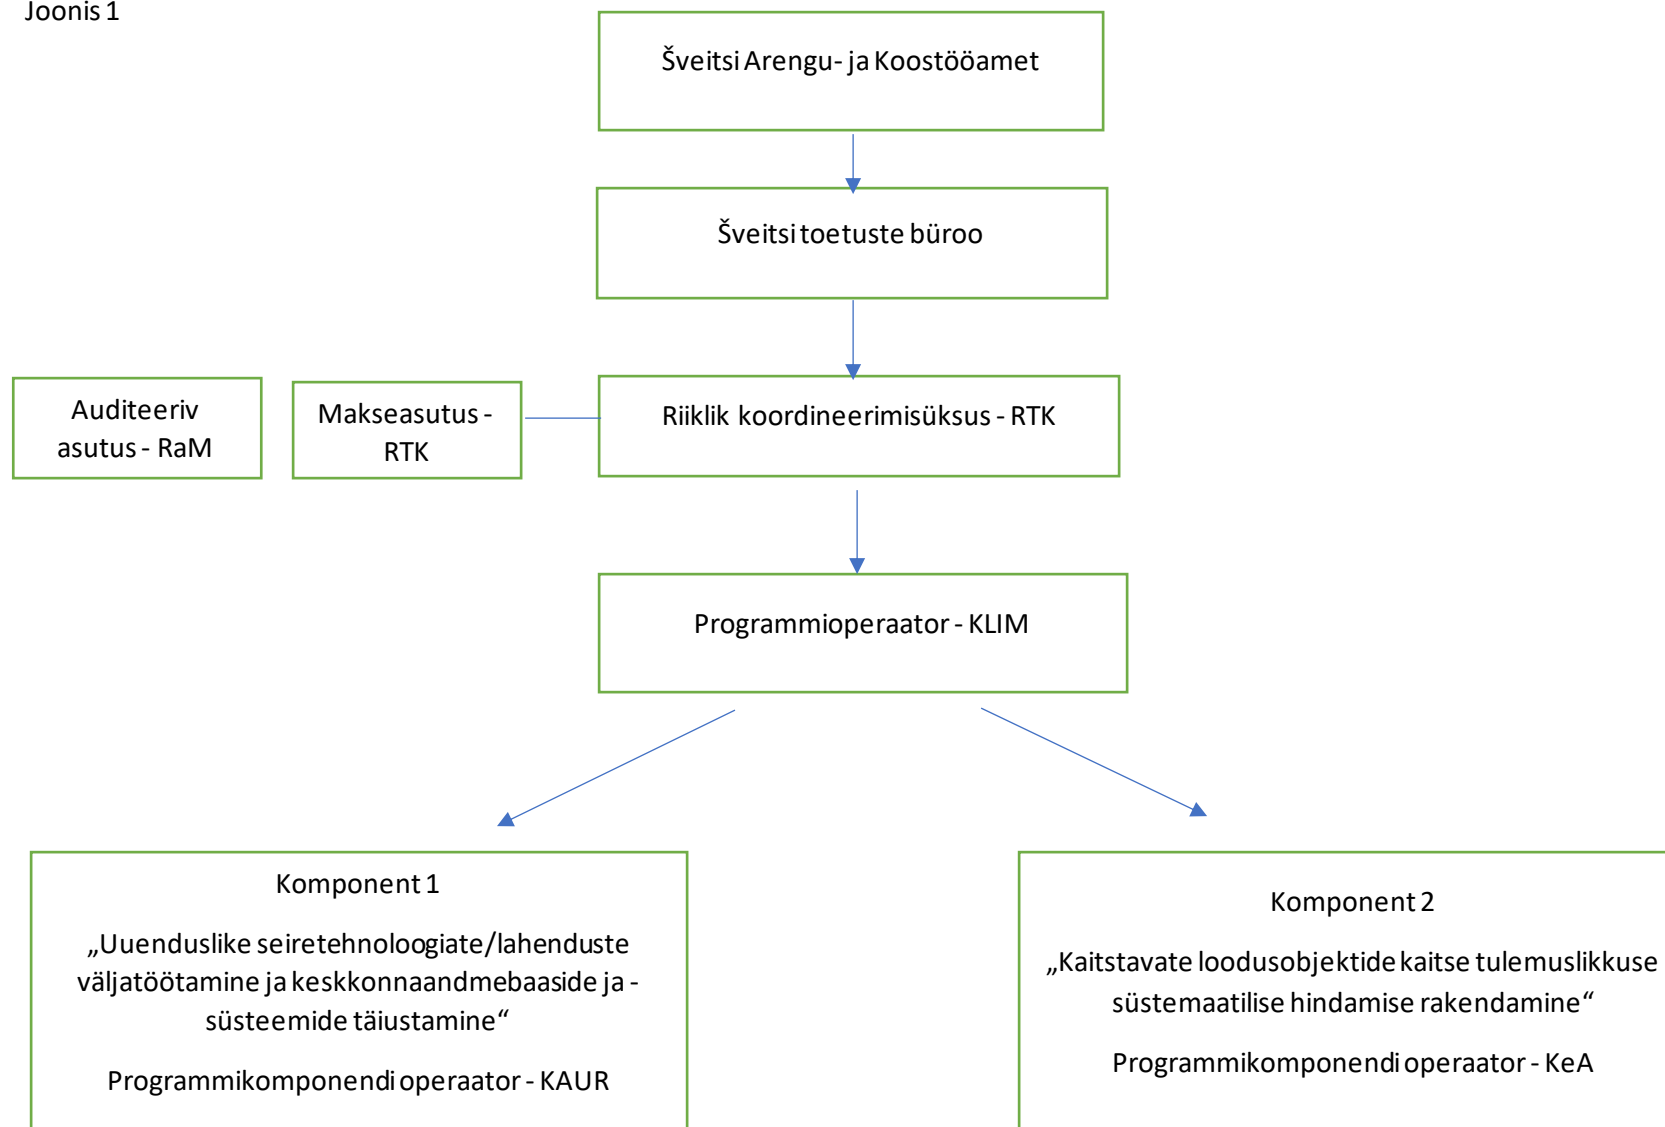 Joonis 1
Šveitsi Arengu- ja Koostööamet
Šveitsi toetuste büroo
Auditeeriv
asutus - RaM
Makseasutus -
RTK
Riiklik koordineerimisüksus - RTK
Programmioperaator - KLIM
Komponent 1
„Uuenduslike seiretehnoloogiate/lahenduste
väljatöötamine ja keskkonnaandmebaaside ja -
süsteemide täiustamine“
Programmikomponendi operaator - KAUR
Komponent 2
„Kaitstavate loodusobjektide kaitse tulemuslikkuse
süstemaatilise hindamise rakendamine“
Programmikomponendi operaator - KeA